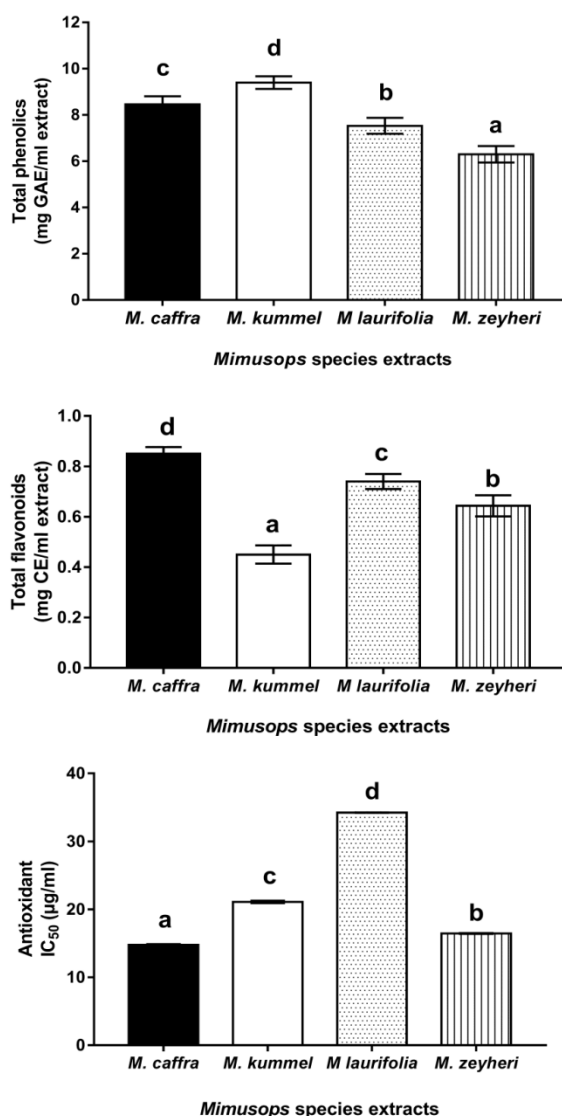 Total phenolics
(mg GAE/ml extract)
12
10
8
6
4
2
0
c
d
b
a
M. caffra M. kummel M laurifolia M. zeyheri
Mimusops species extracts
Total flavonoids
(mg CE/ml extract)
1.0
0.8
0.6
0.4
0.2
0.0
d
a
c
b
M. caffra M. kummel M laurifolia M. zeyheri
Mimusops species extracts
Antioxidant
IC50 (µg/ml)
40
30
20
10
0
a
c
d
b
M. caffra M. kummel M laurifolia M. zeyheri
Mimusops species extracts